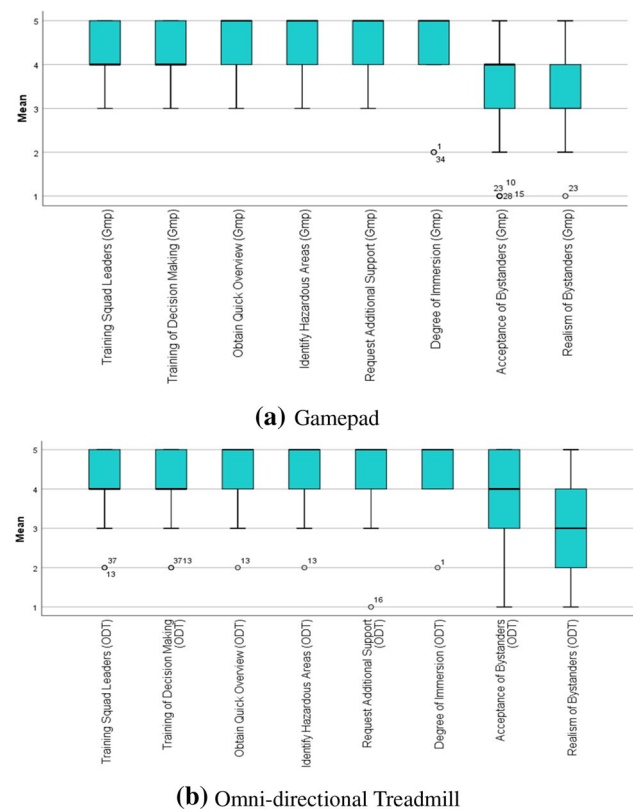 5
4
3
2
1
Mean
1
34
23 10
28 15
23
Training Squad Leaders (Gmp)
Training of Decision Making (Gmp)
Obtain Quick Overview (Gmp)
Identify Hazardous Areas (Gmp)
Request Additional Support (Gmp)
Degree of Immersion (Gmp)
Acceptance of Bystanders (Gmp)
Realism of Bystanders (Gmp)
(a) Gamepad
5
4
3
2
1
Mean
37
13
3713
13
13
16
1
Training Squad Leaders (ODT)
Training of Decision Making
(ODT)
Obtain Quick Overview (ODT)
Identify Hazardous Areas (ODT)
Request Additional Support
(ODT)
Degree of Immersion (ODT)
Acceptance of Bystanders
(ODT)
Realism of Bystanders (ODT)
(b) Omni-directional Treadmill